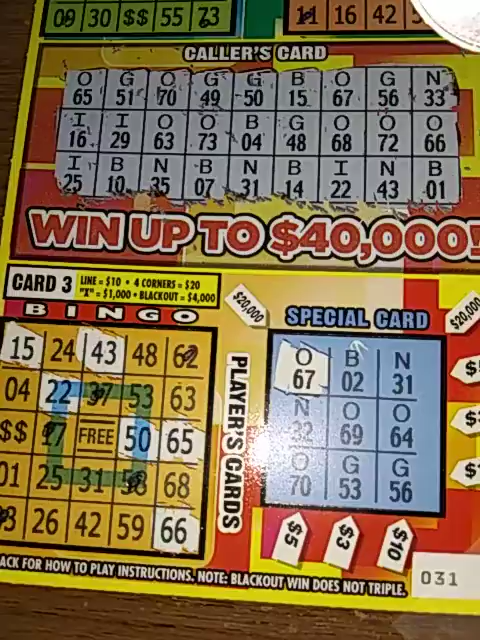 09 30 $$ 55 73
11 16 42
CALLER'S CARD
O G O G G B O G N
65 51 70 49 50 15 67 56 33
I I O O B G O O O
16 29 63 73 04 48 68 72 66
I B N B N B I N B
25 10 35 07 31 14 22 43 01
WIN UP TO $40,000!
CARD 3
LINE = $10 • 4 CORNERS = $20
"X" = $1,000 • BLACKOUT = $4,000
BINGO
15 24 43 48 62
04 22 37 53 63
$$ 27 FREE 50 65
01 25 31 58 68
26 42 59 66
PLAYER'S CARDS
$20,000
SPECIAL CARD
$20,000
O B N
67 02 31
N O O
32 69 64
O G G
70 53 56
$5 $3 $10
ACK FOR HOW TO PLAY INSTRUCTIONS. NOTE: BLACKOUT WIN DOES NOT TRIPLE.
031